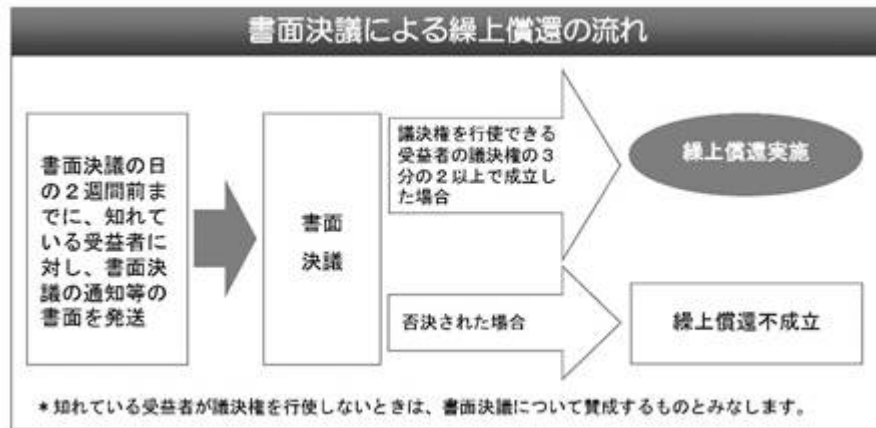 書面決議による繰上償還の流れ
書面決議の日
の2週間前ま
でに、知れて
いる受益者に
対し、書面決
議の通知等の
書面を発送
書面
決議
議決権を行使できる
受益者の議決権の3
分の2以上で成立し
た場合
繰上償還実施
否決された場合
繰上償還不成立
*知れている受益者が議決権を行使しないときは、書面決議について賛成するものとみなします。